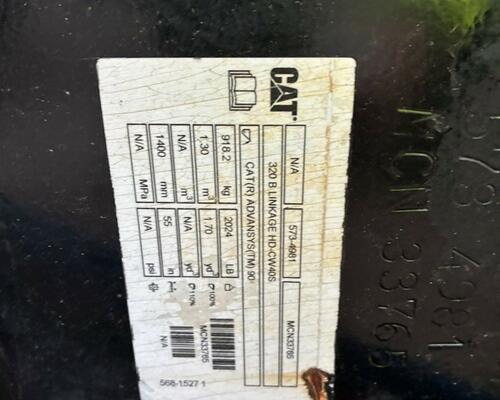 CAT
N/A 573-4981 MCN33765
320 B LINKAGE HD-CW40S
CAT(R) ADVANSYS(TM) 90
918.2 kg 2024 LB
1.30 m³ 1.70 yd³ 100% MCN33765
N/A m³ N/A yd³ 110%
1400 mm 55 in
N/A MPa N/A psi N/A
568-1527 1
573 4981
MCN 33765